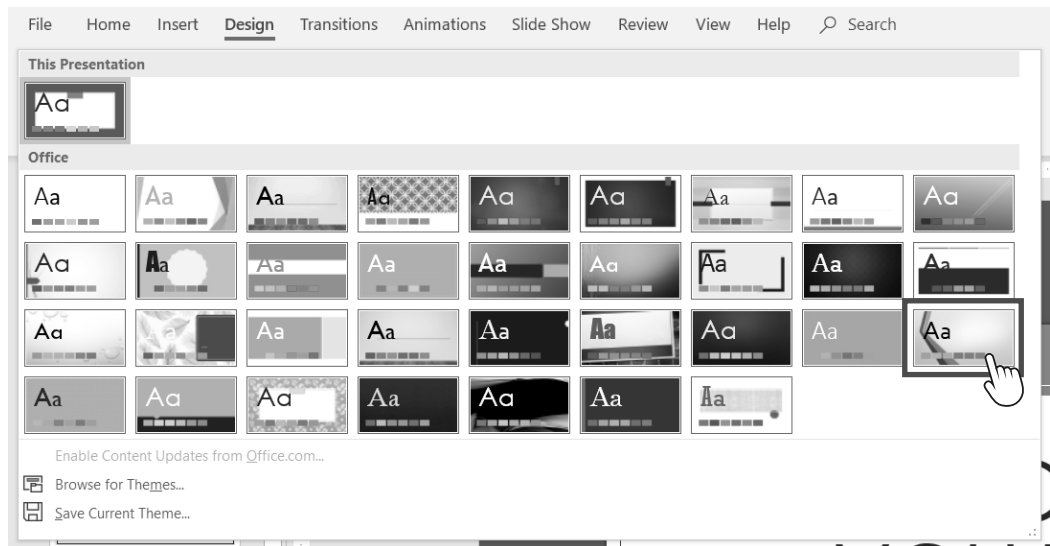 File Home Insert Design Transitions Animations Slide Show Review View Help Search
This Presentation
Aa
Office
Aa Aa Aa Aa Aa Aa Aa Aa Aa
Aa Aa Aa Aa Aa Aa Aa Aa Aa
Aa Aa Aa Aa Aa Aa Aa Aa Aa
Aa Aa Aa Aa Aa Aa Aa
Enable Content Updates from Office.com...
Browse for Themes...
Save Current Theme...